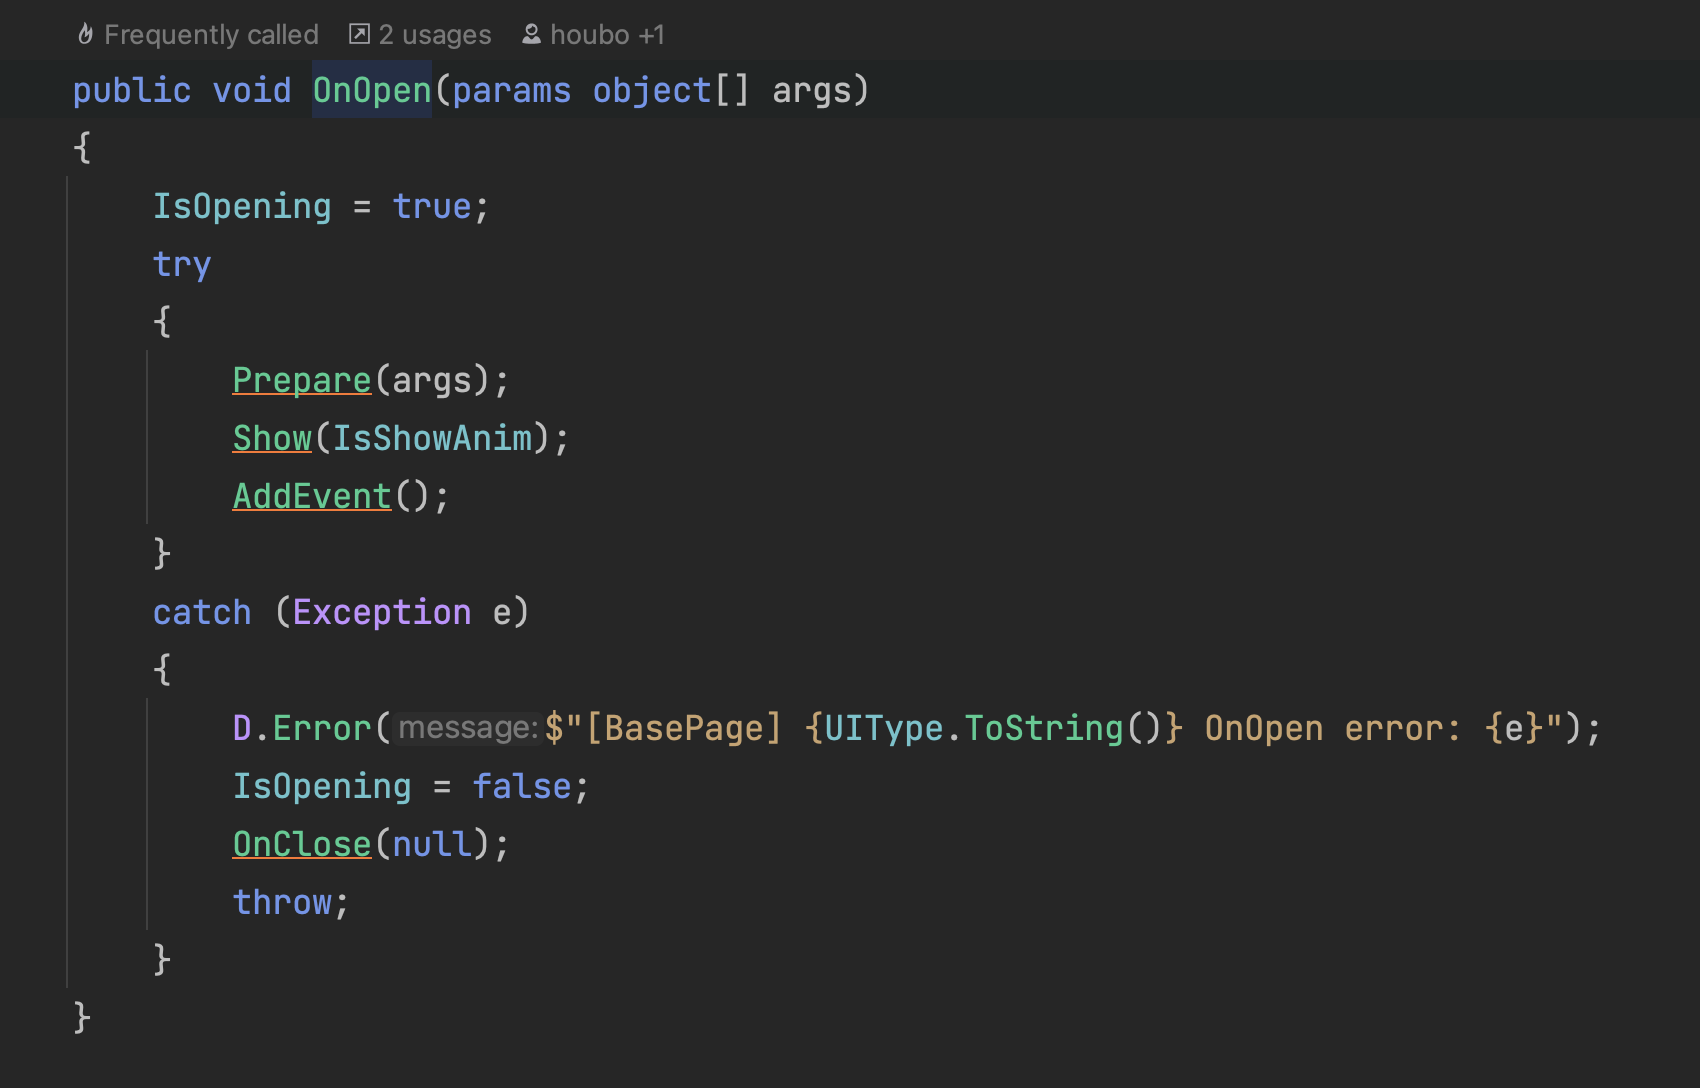 Frequently called 2 usages houbo +1
public void OnOpen(params object[] args)
{
    IsOpening = true;
    try
    {
        Prepare(args);
        Show(IsShowAnim);
        AddEvent();
    }
    catch (Exception e)
    {
        D.Error(message:$"[BasePage] {UIType.ToString()} OnOpen error: {e}");
        IsOpening = false;
        OnClose(null);
        throw;
    }
}